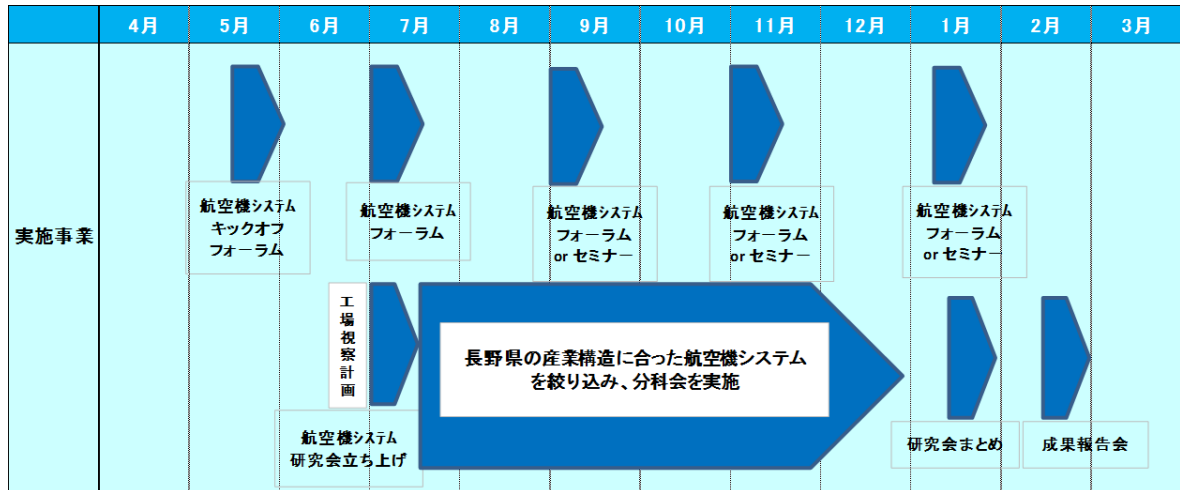 4月
5月
6月
7月
8月
9月
10月
11月
12月
1月
2月
3月
実施事業
航空機システム
キックオフ
フォーラム
航空機システム
フォーラム
航空機システム
フォーラム
or セミナー
航空機システム
フォーラム
or セミナー
航空機システム
フォーラム
or セミナー
工場視察計画
航空機システム
研究会立ち上げ
長野県の産業構造に合った航空機システム
を絞り込み、分科会を実施
研究会まとめ
成果報告会